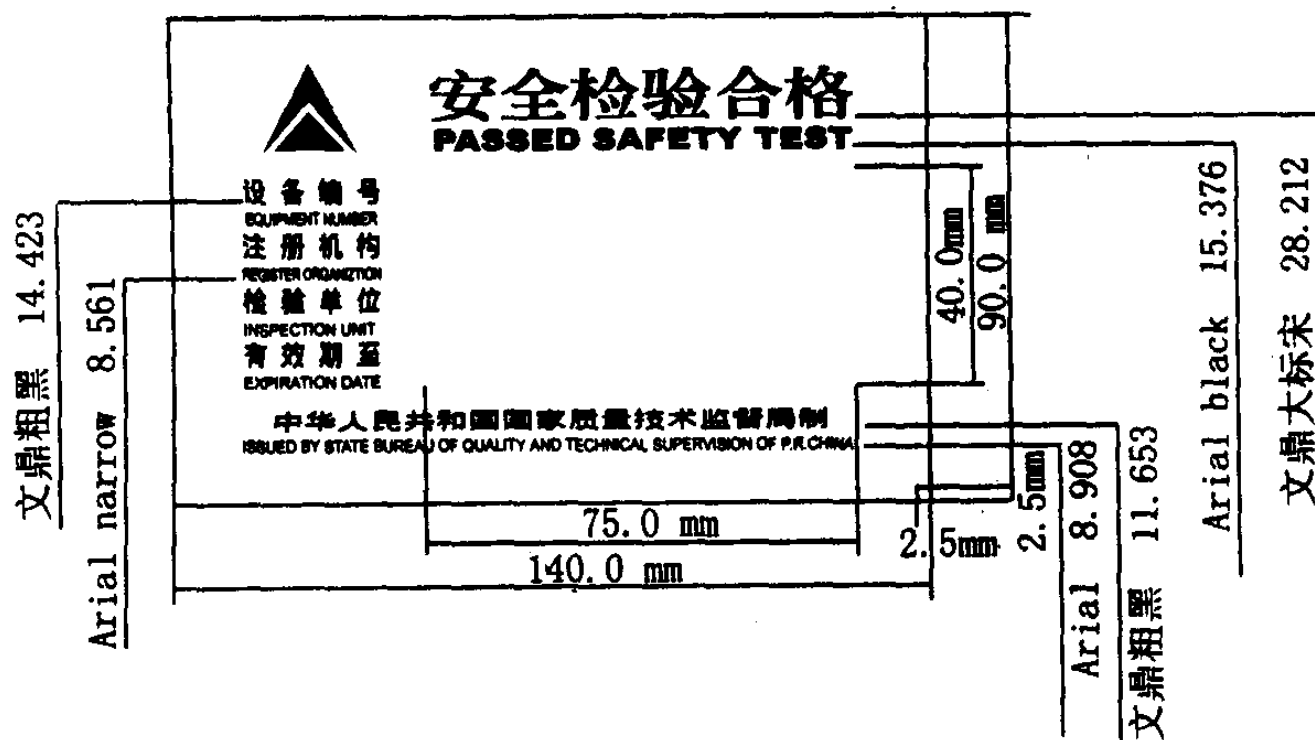 安全检验合格
PASSED SAFETY TEST
设备编号
EQUIPMENT NUMBER
注册机构
REGISTER ORGANIZTION
检验单位
INSPECTION UNIT
有效期至
EXPIRATION DATE
中华人民共和国国家质量技术监督局制
ISSUED BY STATE BUREAU OF QUALITY AND TECHNICAL SUPERVISION OF P.R.CHINA
文鼎粗黑 14.423
Arial narrow 8.561
40.0mm
90.0 mm
75.0 mm
140.0 mm
2.5mm
2.5mm
Arial 8.908
文鼎粗黑 11.653
Arial black 15.376
文鼎大标宋 28.212